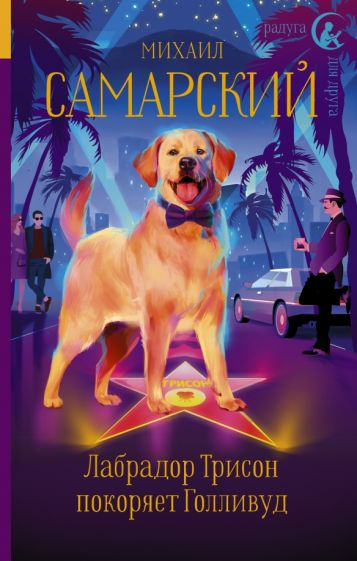 радуга
для друга
МИХАИЛ
САМАРСКИЙ
ТРИСОН
Лабрадор Трисон
покоряет Голливуд